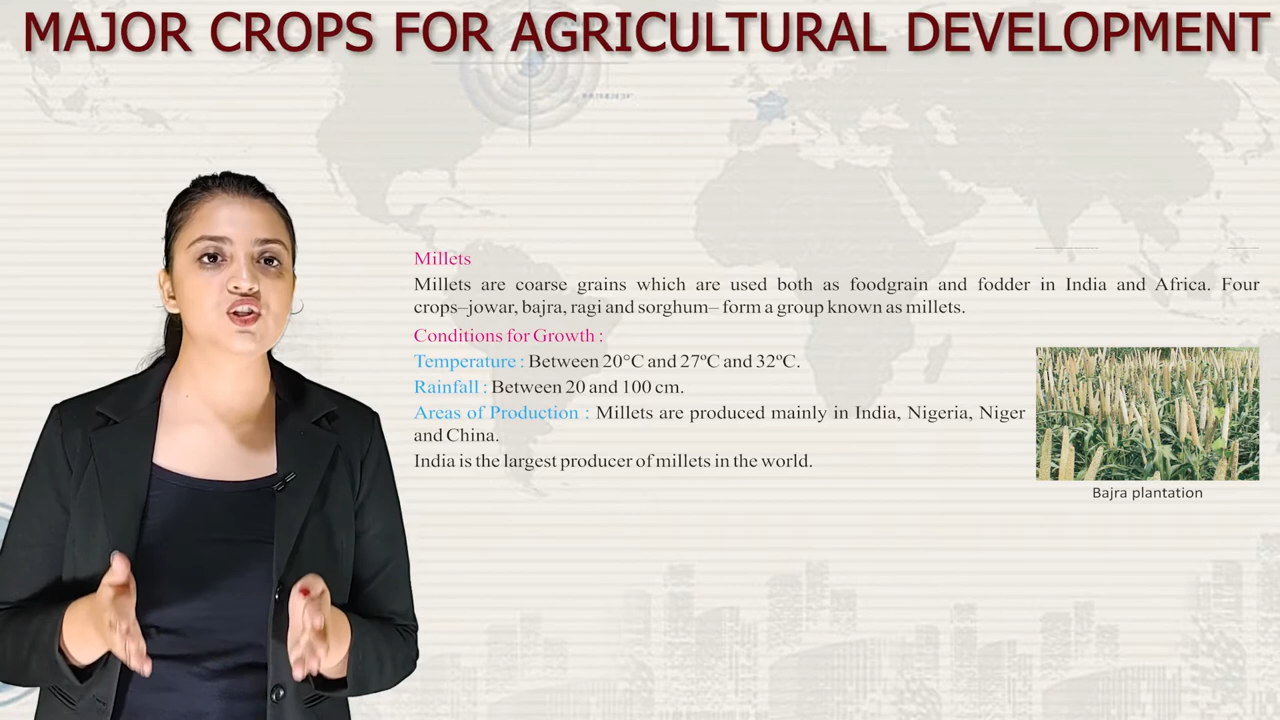 MAJOR CROPS FOR AGRICULTURAL DEVELOPMENT
Millets
Millets are coarse grains which are used both as foodgrain and fodder in India and Africa. Four
crops–jowar, bajra, ragi and sorghum– form a group known as millets.
Conditions for Growth :
Temperature : Between 20°C and 27ºC and 32ºC.
Rainfall : Between 20 and 100 cm.
Areas of Production : Millets are produced mainly in India, Nigeria, Niger
and China.
India is the largest producer of millets in the world.
Bajra plantation